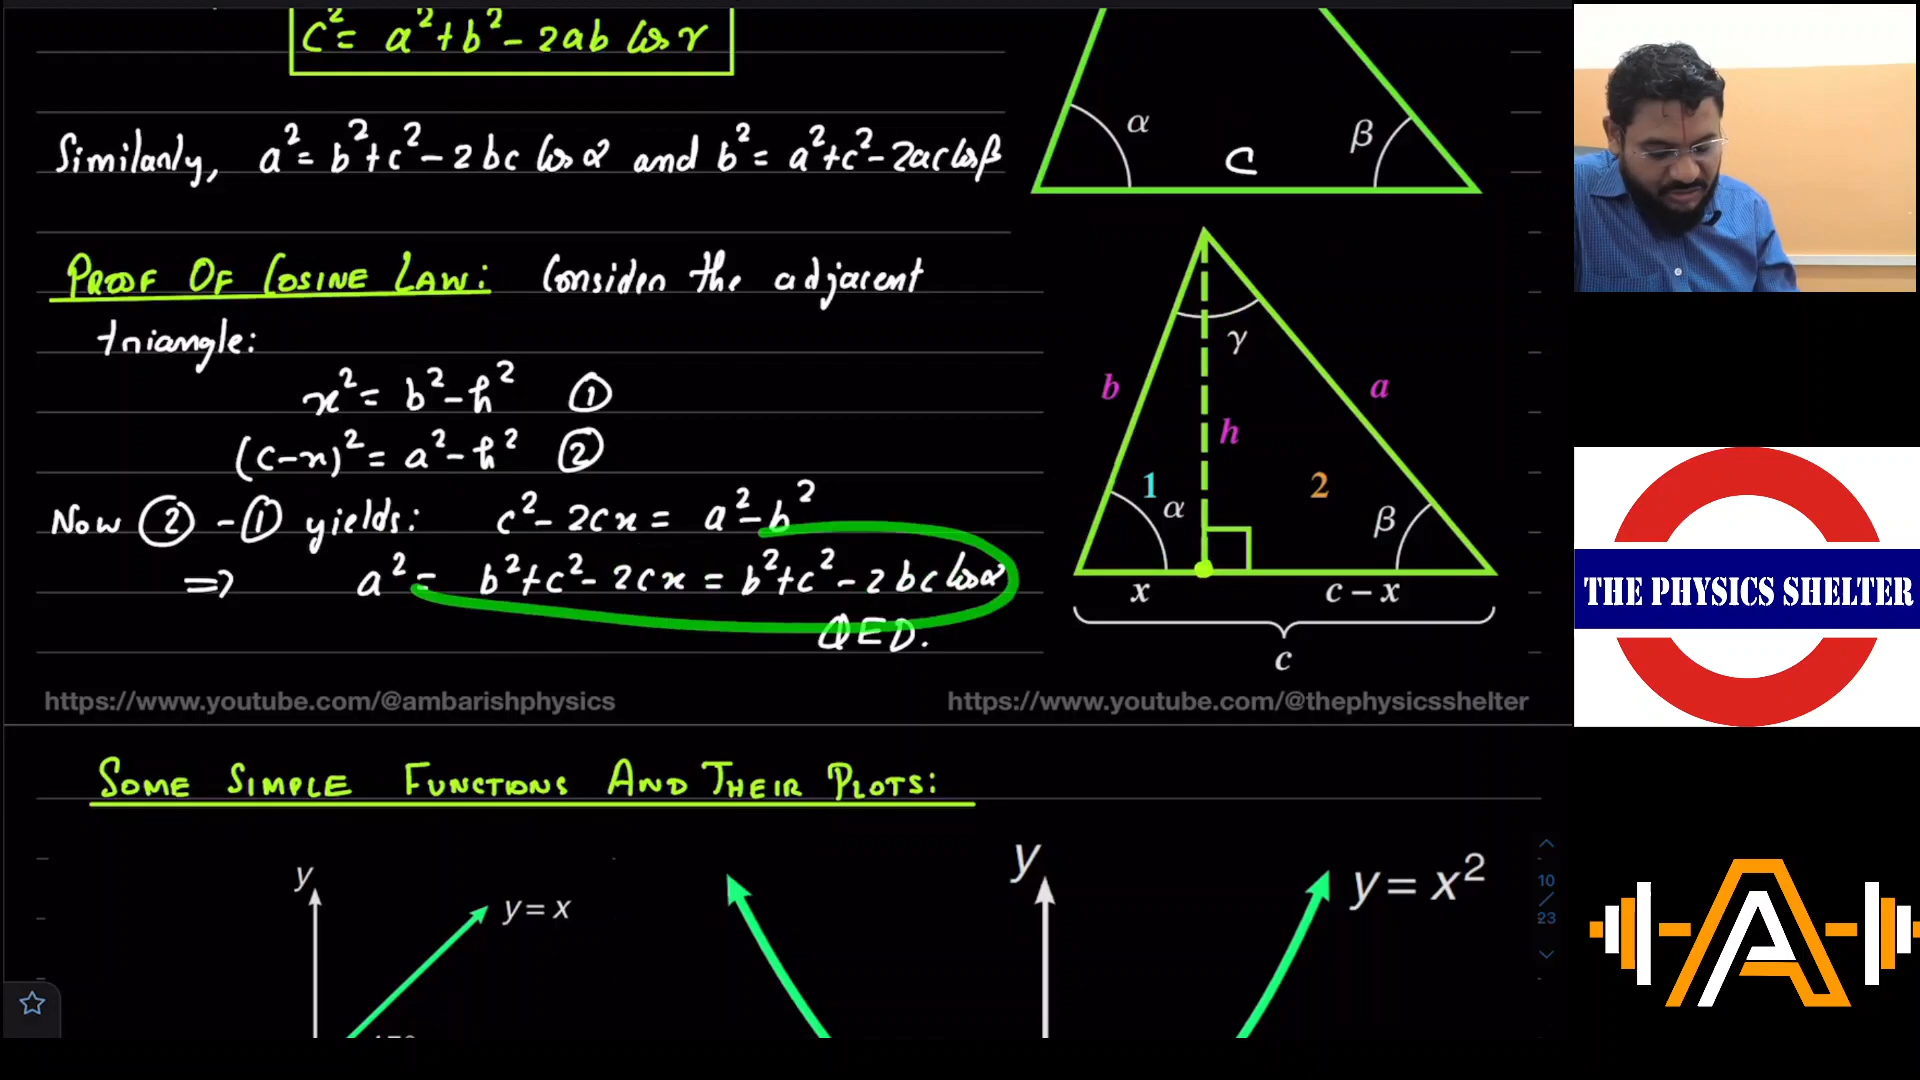 c² = a² + b² - 2ab Cos γ
α
β
c
Similarly, a² = b² + c² - 2bc Cos α and b² = a² + c² - 2ac Cos β
PROOF OF COSINE LAW: Consider the adjacent
triangle:
x² = b² - h² ①
(c-x)² = a² - h² ②
Now ② - ① yields: c² - 2cx = a² - b²
⇒ a² = b² + c² - 2cx = b² + c² - 2bc Cos α
QED.
γ
b
a
h
1
2
α
β
x
c – x
c
https://www.youtube.com/@ambarishphysics
https://www.youtube.com/@thephysicsshelter
THE PHYSICS SHELTER
SOME SIMPLE FUNCTIONS AND THEIR PLOTS:
y
y = x
y
y = x²
10
/
23
A